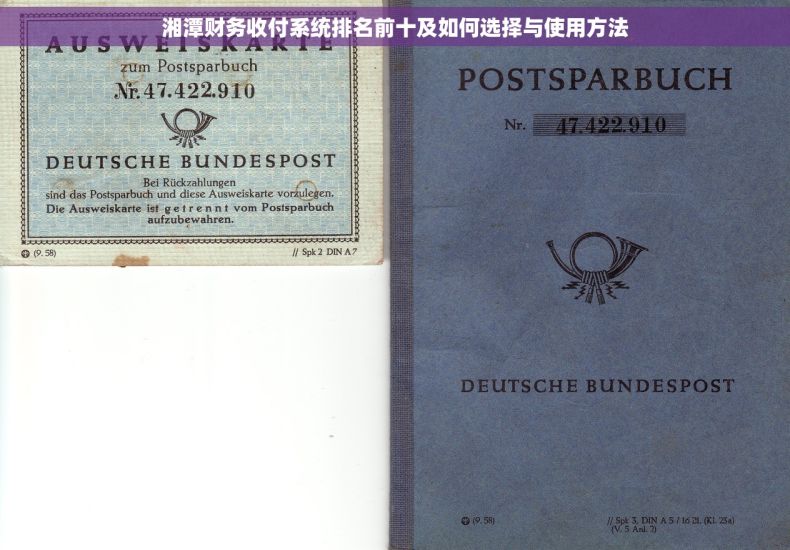 湘潭财务收付系统排名前十及如何选择与使用方法
AUSWEISKARTE
zum Postsparbuch
Nr. 47.422.910
DEUTSCHE BUNDESPOST
Bei Rückzahlungen
sind das Postsparbuch und diese Ausweiskarte vorzulegen.
Die Ausweiskarte ist getrennt vom Postsparbuch
aufzubewahren.
(9. 58)
// Spk 2 DIN A 7
POSTSPARBUCH
Nr. 47.422.910
DEUTSCHE BUNDESPOST
(9. 58)
// Spk 3, DIN A 5 / 16 Bl. (Kl. 23a)
(V. 5 Anl. 2)